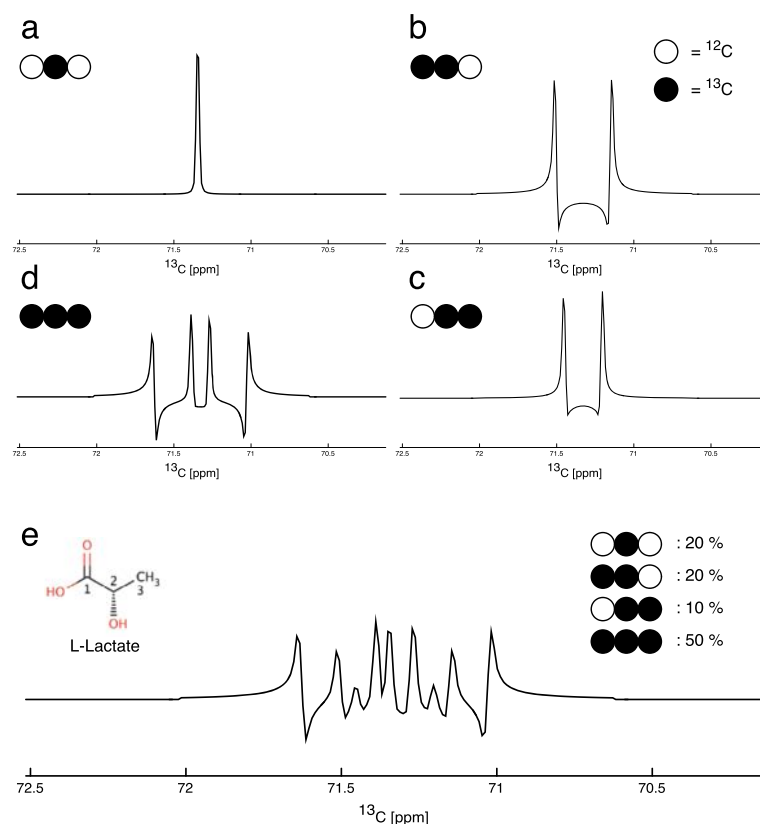 a
b
= ¹²C
= ¹³C
72.5 72 71.5 71 70.5
¹³C [ppm]
72.5 72 71.5 71 70.5
¹³C [ppm]
d
c
72.5 72 71.5 71 70.5
¹³C [ppm]
72.5 72 71.5 71 70.5
¹³C [ppm]
e
O
HO
1
2
3
CH₃
OH
L-Lactate
: 20 %
: 20 %
: 10 %
: 50 %
72.5 72 71.5 71 70.5
¹³C [ppm]